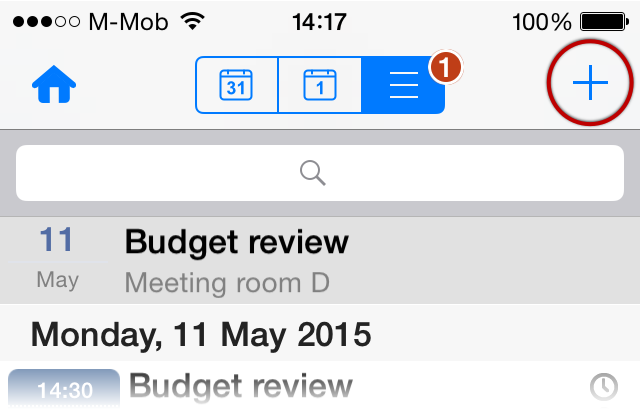 M-Mob 14:17 100%
31 1 1
11 Budget review
May Meeting room D
Monday, 11 May 2015
14:30 Budget review